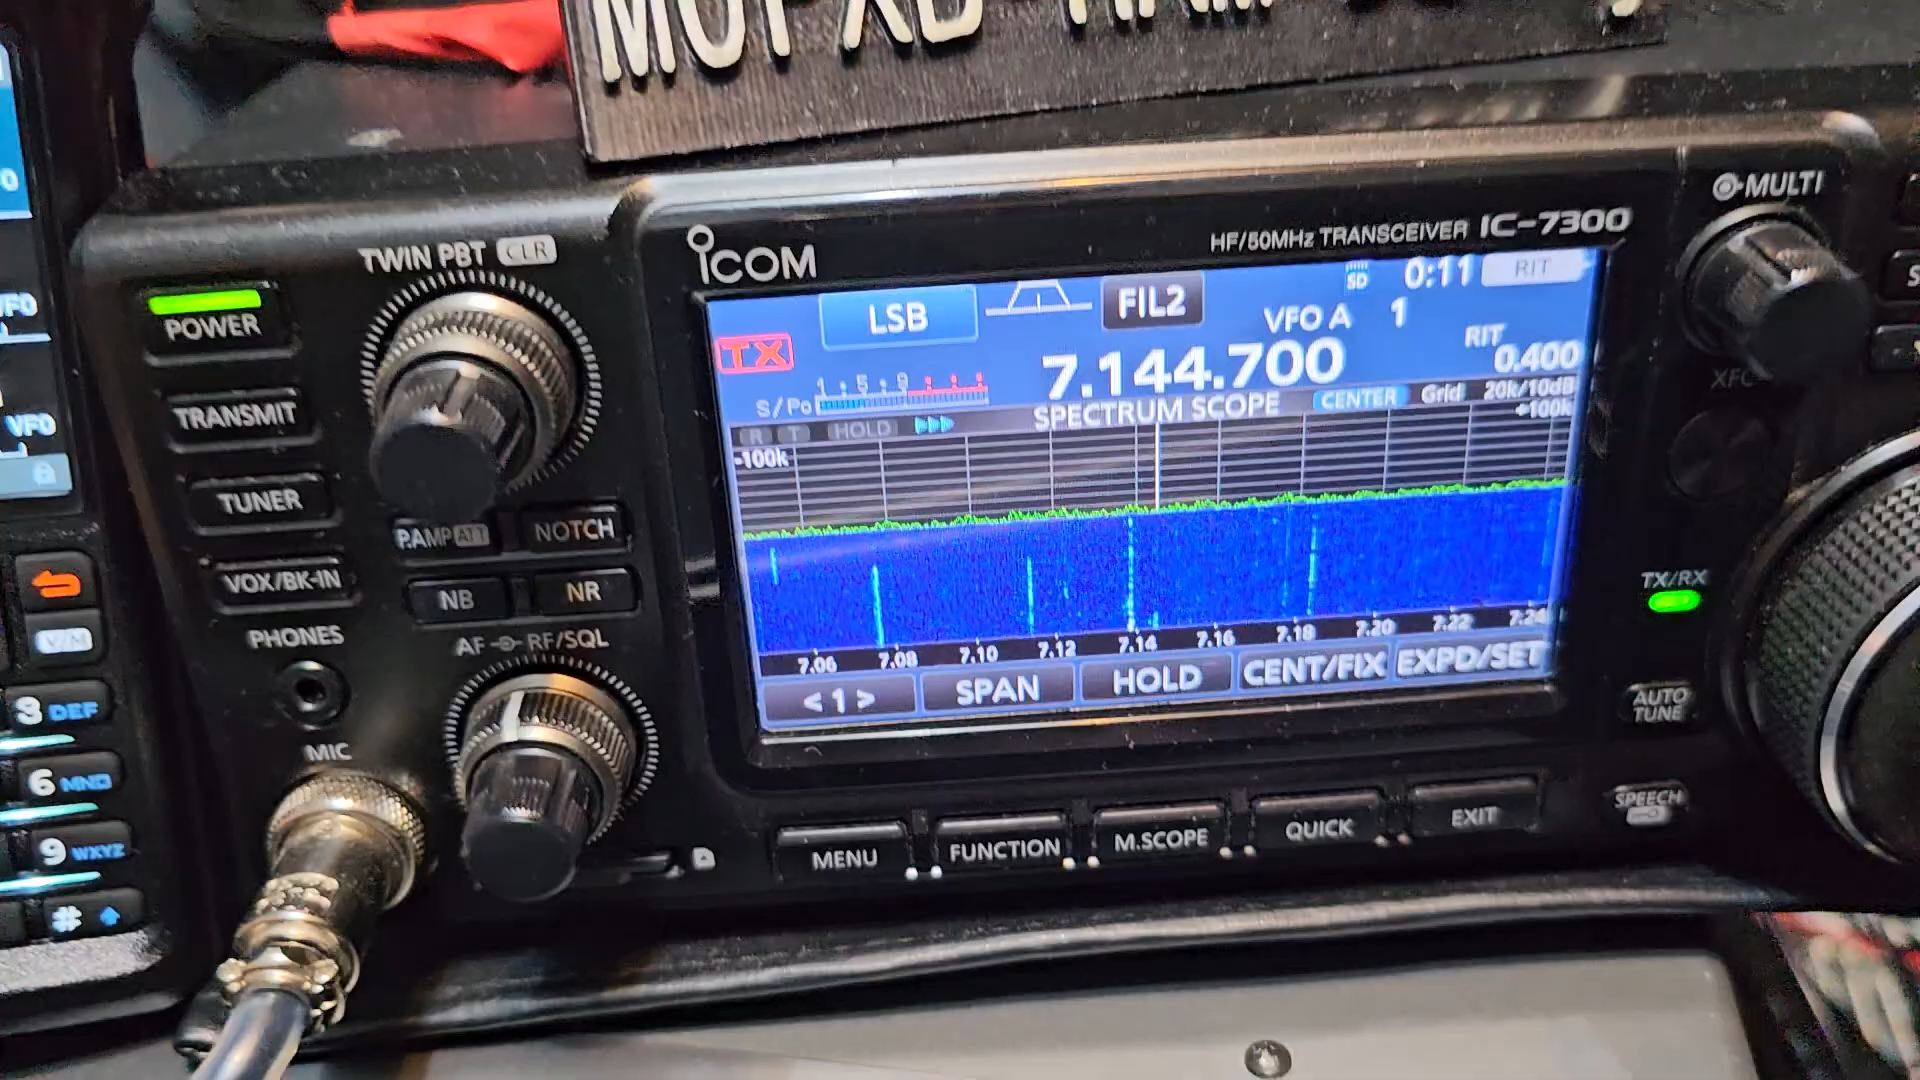 TWIN PBT CLR
POWER
TRANSMIT
TUNER
VOX/BK-IN
P.AMP ATT
NOTCH
NB
NR
PHONES
AF RF/SQL
MIC
ICOM
HF/50MHz TRANSCEIVER IC-7300
LSB
FIL2
SD
0:11
RIT
TX
VFO A 1
RIT
7.144.700
0.400
1 5 9
S/Po
SPECTRUM SCOPE
CENTER
Grid
20k/10dB
R T HOLD
+100k
-100k
7.06 7.08 7.10 7.12 7.14 7.16 7.18 7.20 7.22 7.24
< 1 >
SPAN
HOLD
CENT/FIX
EXPD/SET
MENU
FUNCTION
M.SCOPE
QUICK
EXIT
MULTI
XFC
TX/RX
AUTO TUNE
SPEECH
VFO
VFO
V/M
3 DEF
6 MNO
9 WXYZ
#